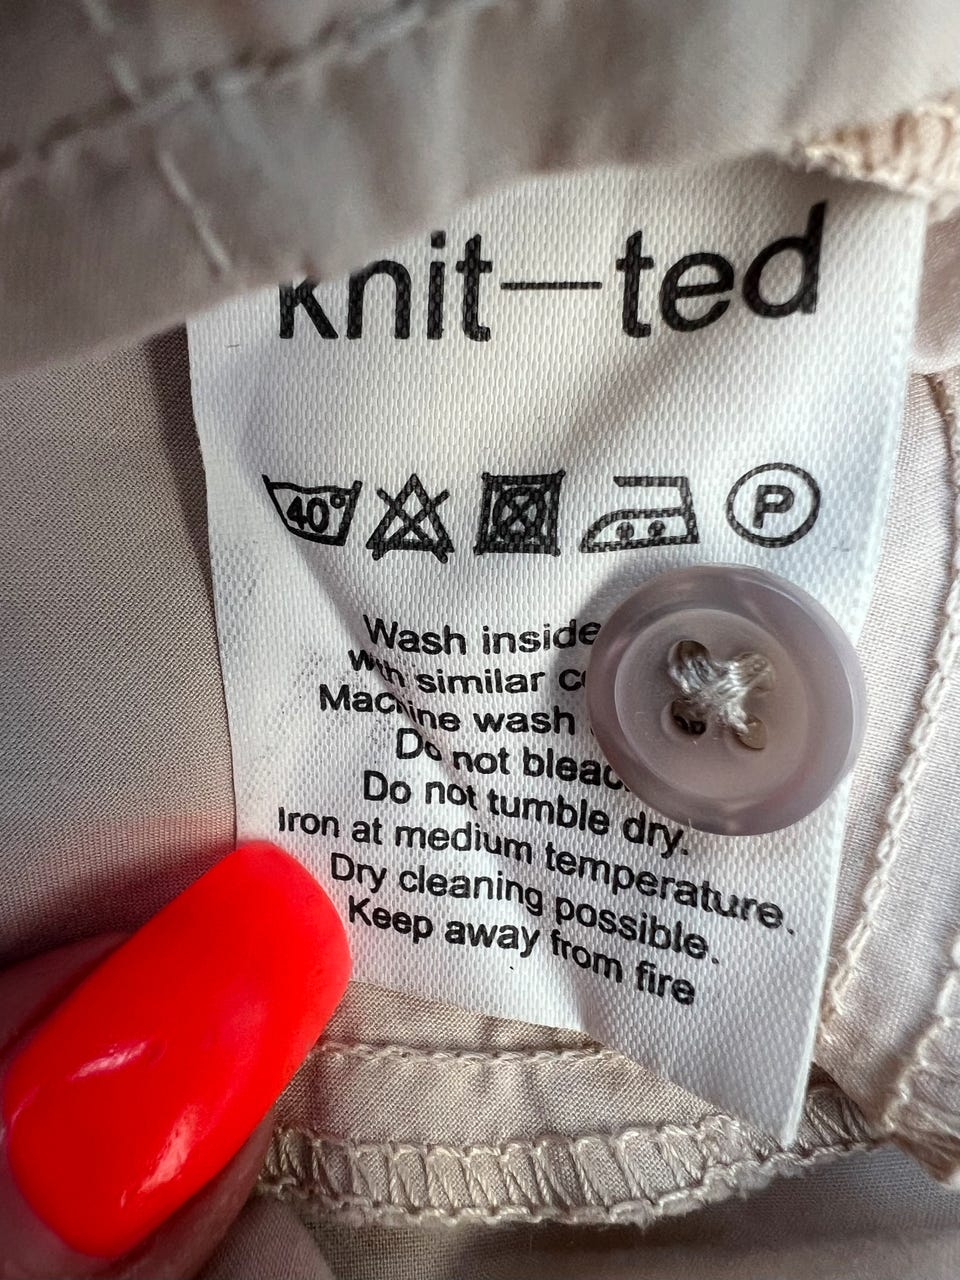 knit—ted
40°
P
Wash inside
with similar
Machine wash
Do not bleach
Do not tumble dry.
Iron at medium temperature.
Dry cleaning possible.
Keep away from fire